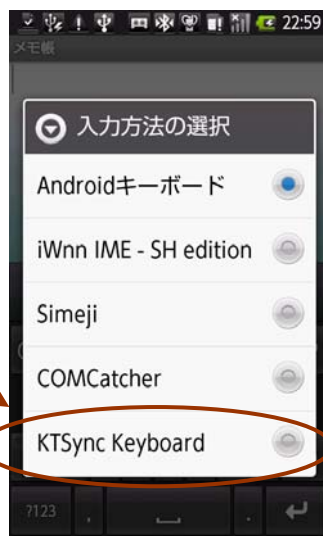 22:59
メモ帳
入力方法の選択
Androidキーボード
iWnn IME - SH edition
Simeji
COMCatcher
KTSync Keyboard
?123 , .